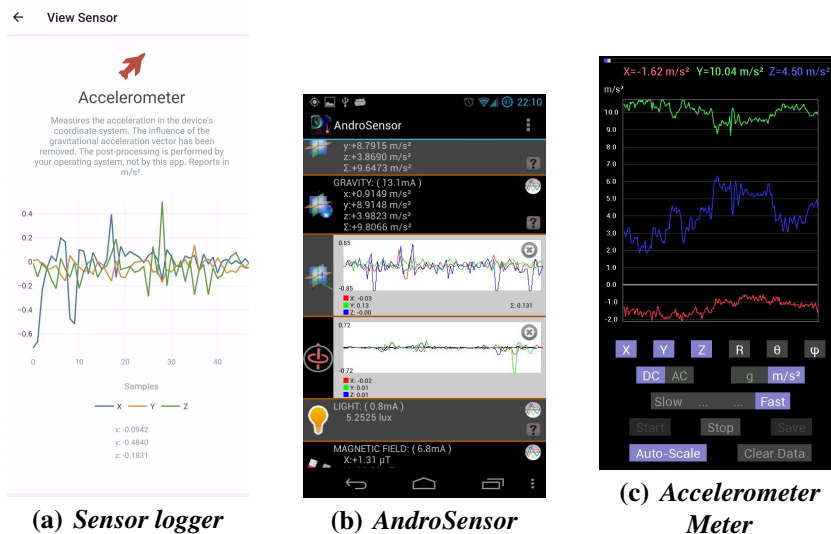 View Sensor
Accelerometer
Measures the acceleration in the device's
coordinate system. The influence of the
gravitational acceleration vector has been
removed. The post-processing is performed by
your operating system, not by this app. Reports in
m/s².
0.4
0.2
0
-0.2
-0.4
-0.6
0 10 20 30 40
Samples
X Y Z
x: -0.0942
y: -0.4840
z: -0.1831
(a) Sensor logger
22:10
AndroSensor
y:+8.7915 m/s²
z:+3.8690 m/s²
Σ:+9.6473 m/s²
?
GRAVITY: ( 13.1mA )
x:+0.9149 m/s²
y:+8.9148 m/s²
z:+3.9823 m/s²
Σ:+9.8066 m/s²
?
0.85
-0.85
X: -0.03
Y: 0.13
Z: -0.00
Σ: 0.131
0.72
-0.72
X: -0.02
Y: 0.01
Z: 0.01
LIGHT: ( 0.8mA )
5.2525 lux
?
MAGNETIC FIELD: ( 6.8mA )
X:+1.31 μT
(b) AndroSensor
X=-1.62 m/s² Y=10.04 m/s² Z=4.50 m/s²
m/s²
10.0
9.0
8.0
7.0
6.0
5.0
4.0
3.0
2.0
1.0
0.0
-1.0
-2.0
X Y Z R θ φ
DC AC g m/s²
Slow ... ... Fast
Start Stop Save
Auto-Scale Clear Data
(c) Accelerometer
Meter